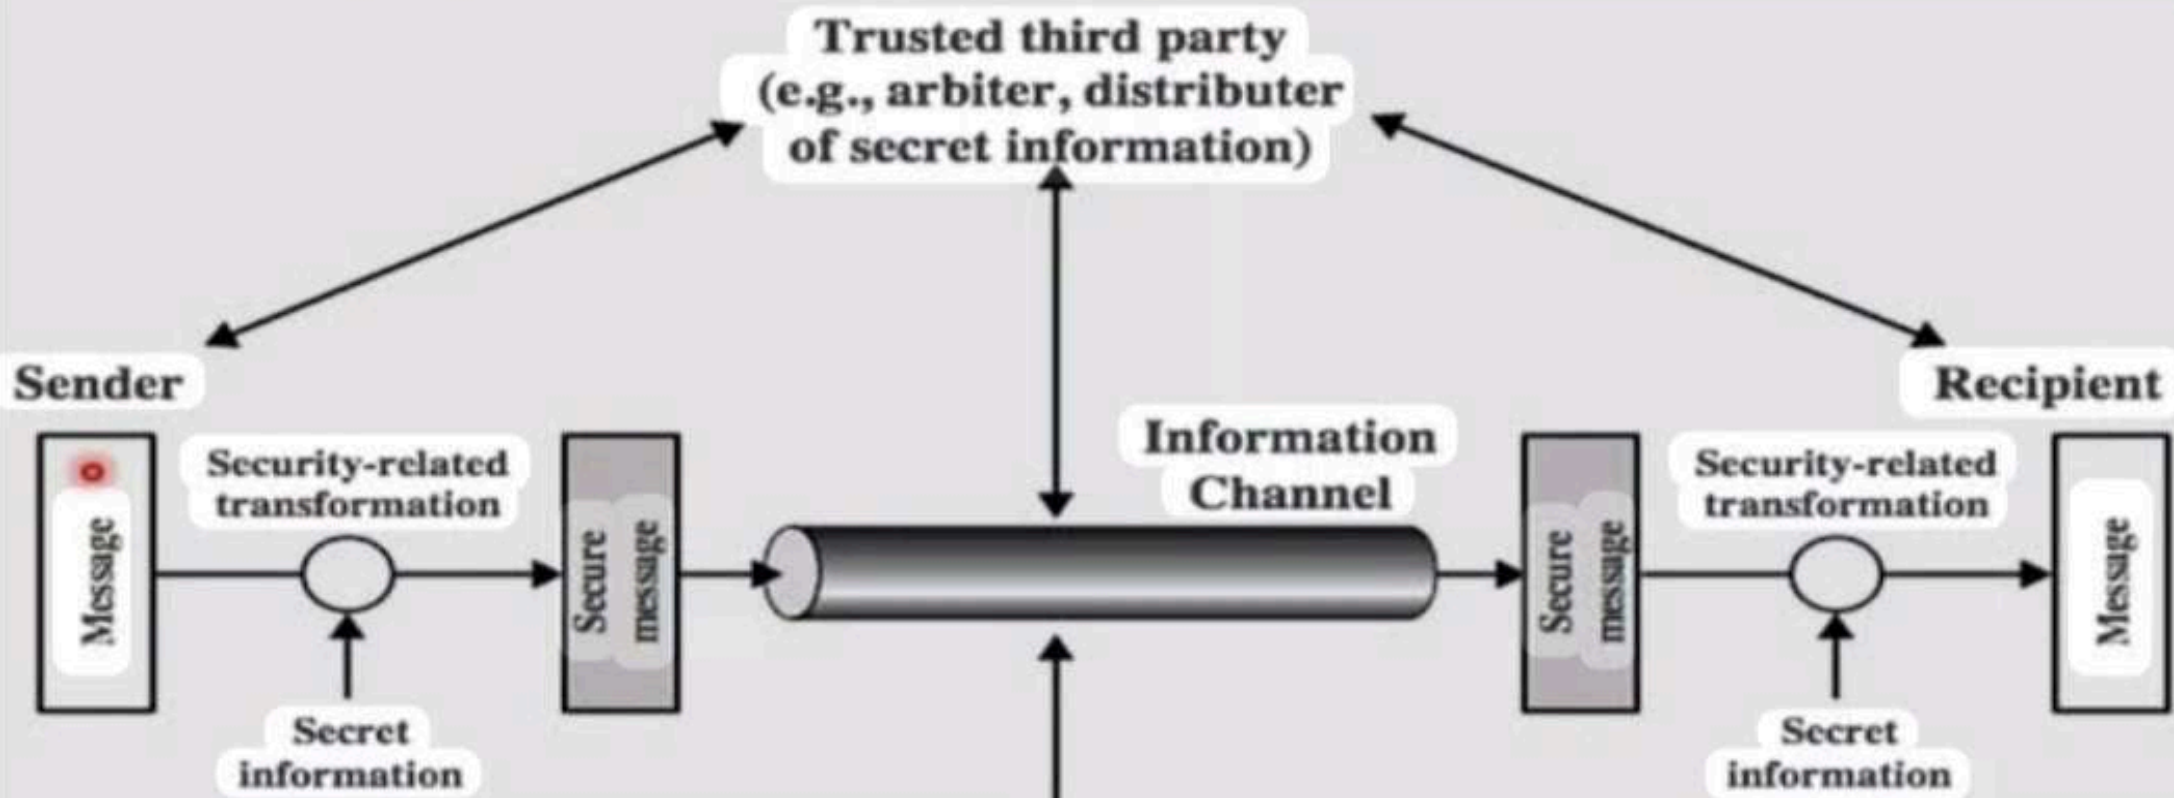 Trusted third party
(e.g., arbiter, distributer
of secret information)
Sender
Recipient
Information
Channel
Security-related
transformation
Security-related
transformation
Message
Secure
message
Secure
message
Message
Secret
information
Secret
information